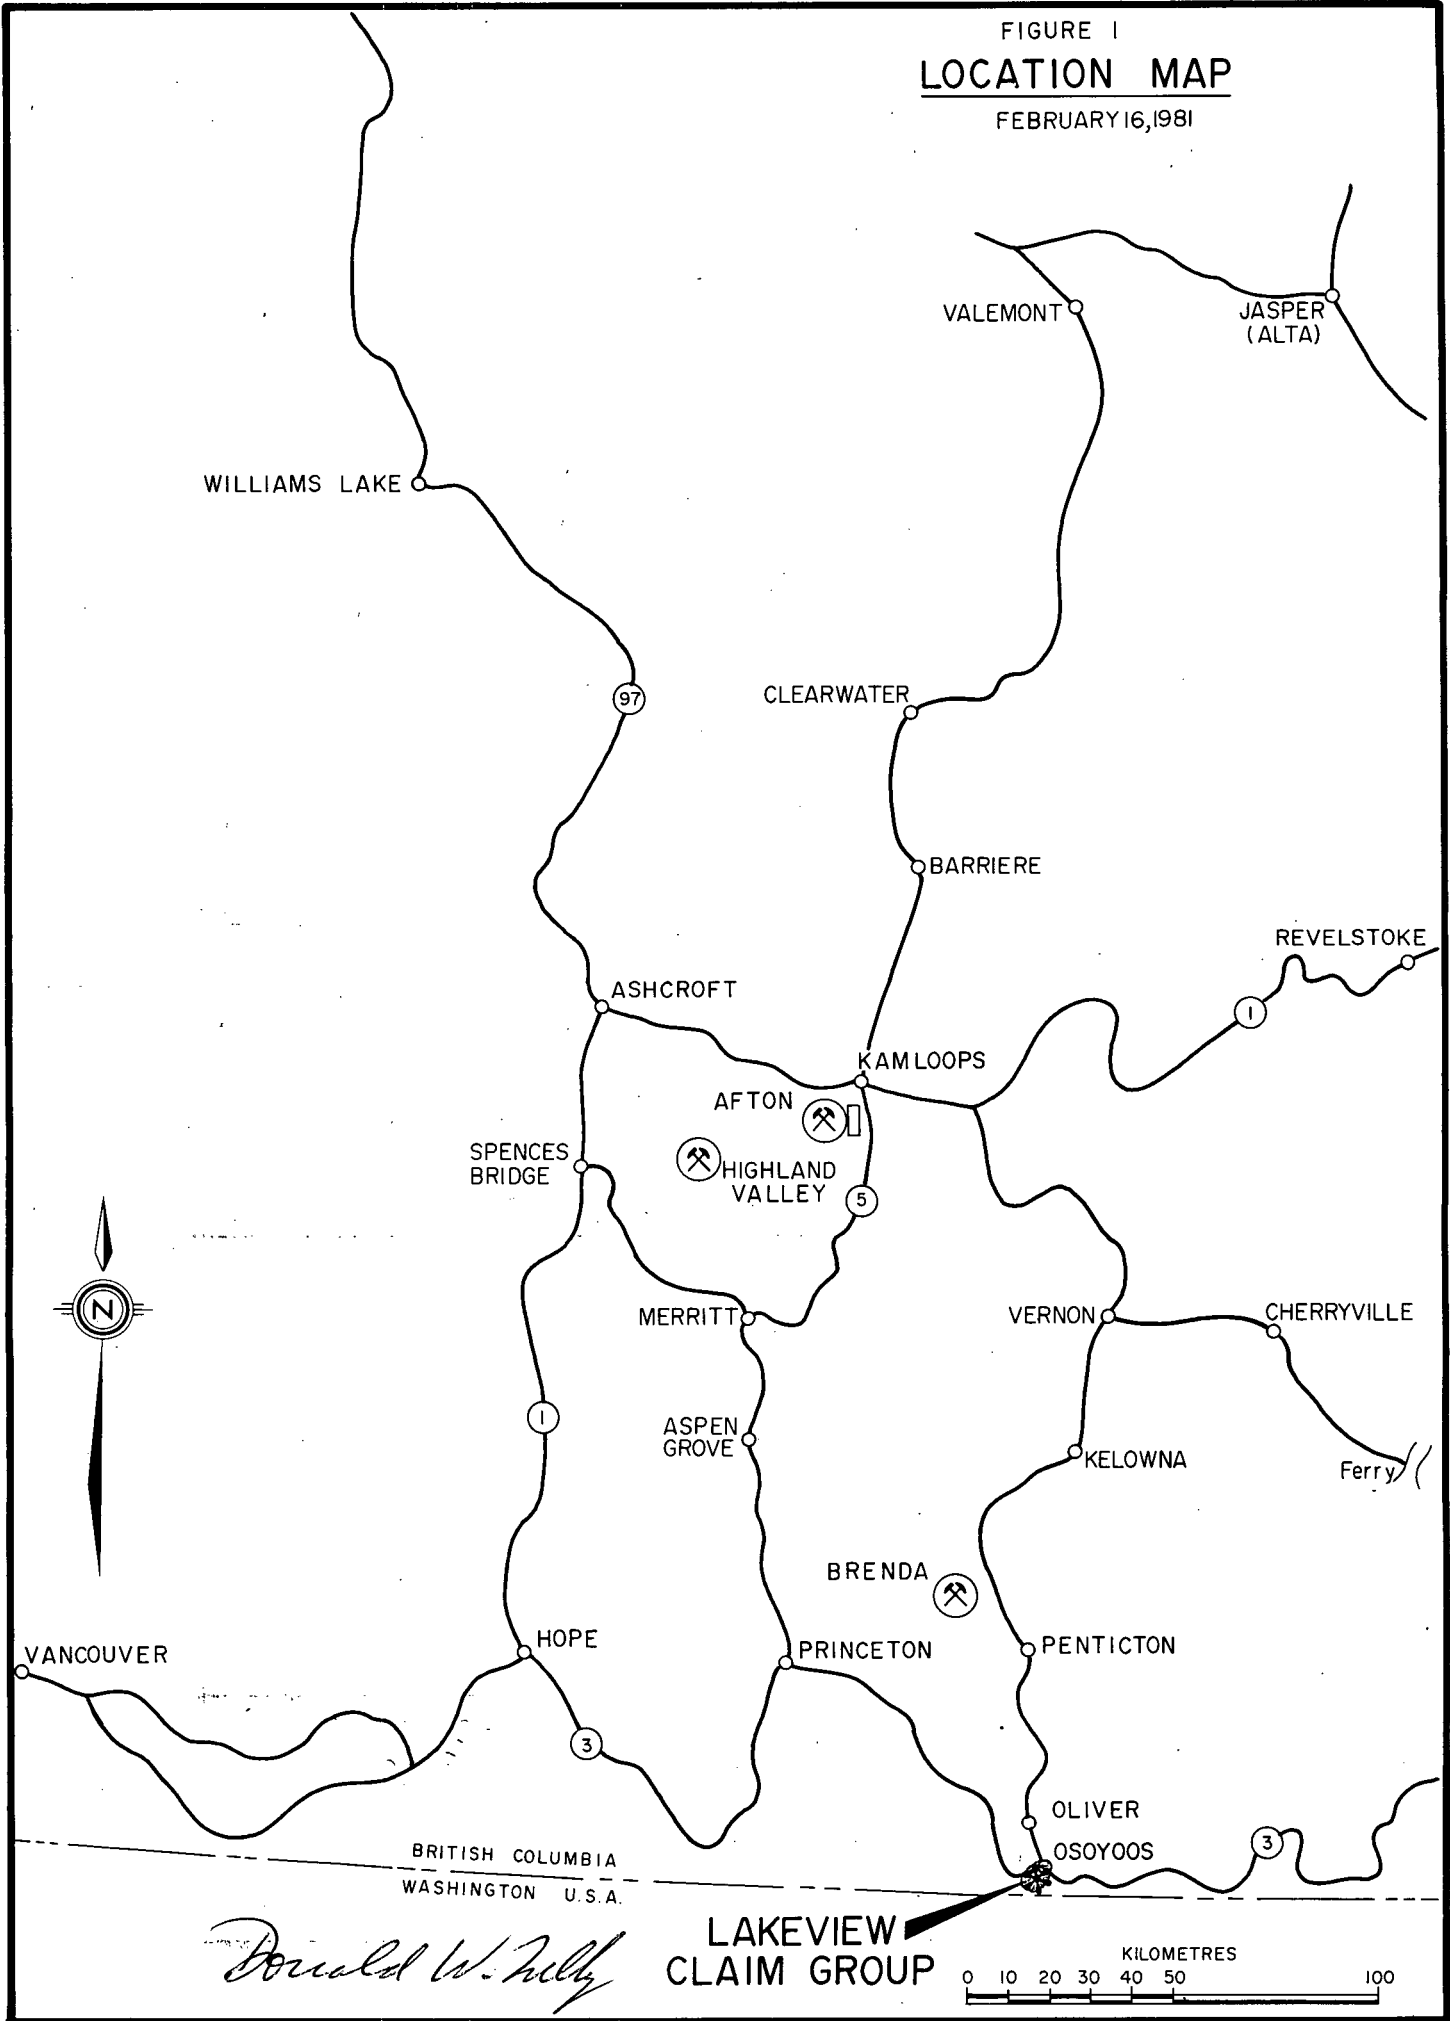 FIGURE 1
LOCATION MAP
FEBRUARY 16, 1981
VALEMONT
JASPER
(ALTA)
WILLIAMS LAKE
97
CLEARWATER
BARRIERE
REVELSTOKE
1
ASHCROFT
KAMLOOPS
AFTON
SPENCES
BRIDGE
HIGHLAND
VALLEY
5
N
MERRITT
VERNON
CHERRYVILLE
1
ASPEN
GROVE
KELOWNA
Ferry
BRENDA
HOPE
VANCOUVER
PRINCETON
PENTICTON
3
OLIVER
OSOYOOS
3
BRITISH COLUMBIA
WASHINGTON U.S.A.
LAKEVIEW
CLAIM GROUP
Donald W.
KILOMETRES
0 10 20 30 40 50 100